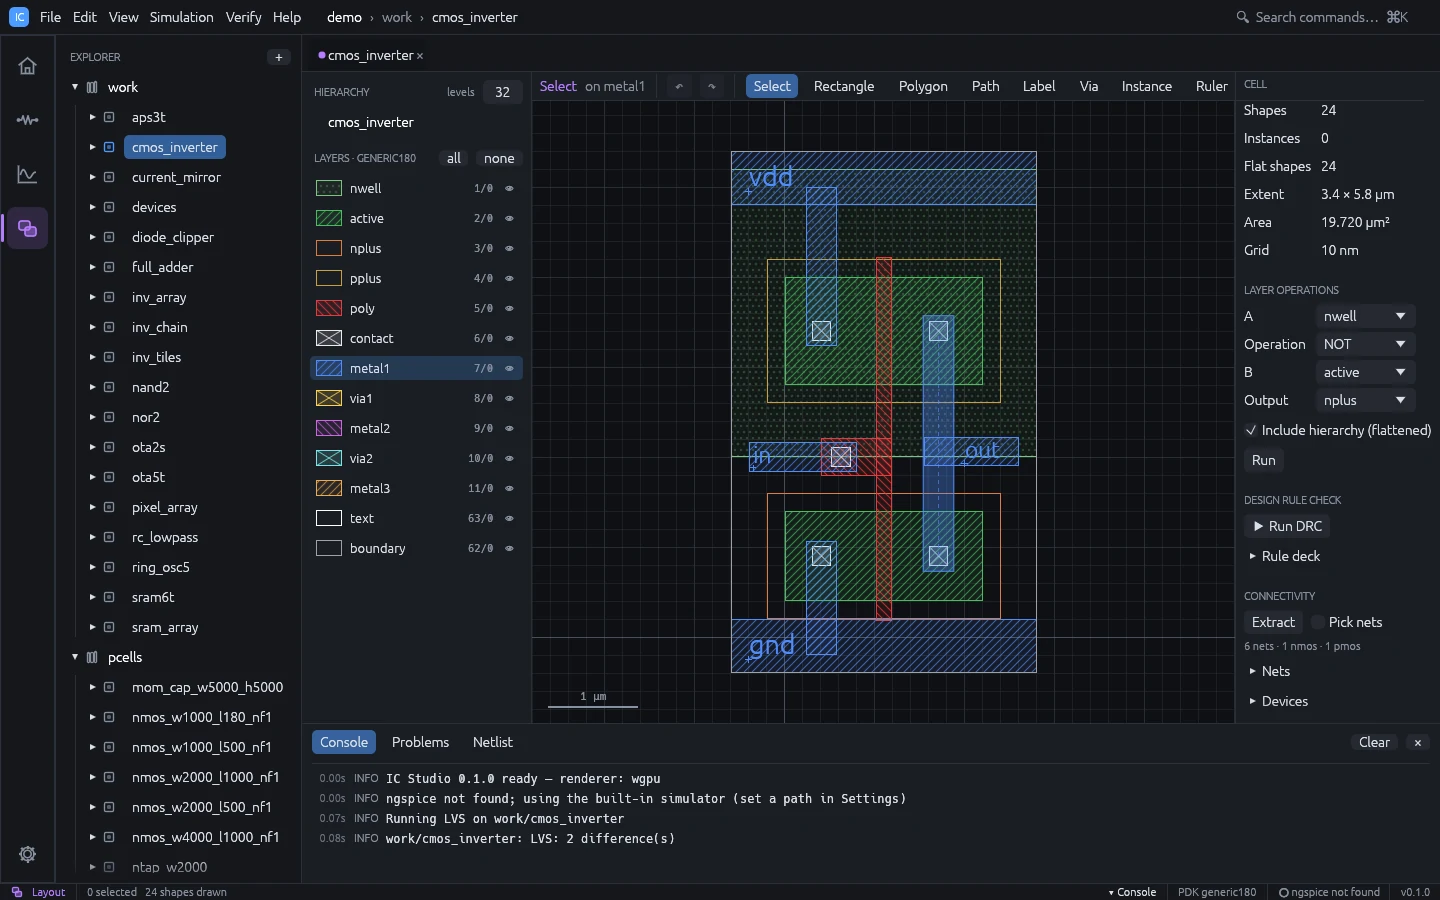 IC File Edit View Simulation Verify Help demo › work › cmos_inverter Search commands... ⌘K
EXPLORER +
work
aps3t
cmos_inverter
current_mirror
devices
diode_clipper
full_adder
inv_array
inv_chain
inv_tiles
nand2
nor2
ota2s
ota5t
pixel_array
rc_lowpass
ring_osc5
sram6t
sram_array
pcells
mom_cap_w5000_h5000
nmos_w1000_l180_nf1
nmos_w1000_l500_nf1
nmos_w2000_l1000_nf1
nmos_w2000_l500_nf1
nmos_w4000_l1000_nf1
ntap_w2000
cmos_inverter ×
HIERARCHY levels 32
cmos_inverter
LAYERS · GENERIC180 all none
nwell 1/0
active 2/0
nplus 3/0
pplus 4/0
poly 5/0
contact 6/0
metal1 7/0
via1 8/0
metal2 9/0
via2 10/0
metal3 11/0
text 63/0
boundary 62/0
Select on metal1 Select Rectangle Polygon Path Label Via Instance Ruler
vdd
in
out
gnd
1 µm
CELL
Shapes 24
Instances 0
Flat shapes 24
Extent 3.4 × 5.8 µm
Area 19.720 µm²
Grid 10 nm
LAYER OPERATIONS
A nwell
Operation NOT
B active
Output nplus
Include hierarchy (flattened)
Run
DESIGN RULE CHECK
Run DRC
Rule deck
CONNECTIVITY
Extract Pick nets
6 nets · 1 nmos · 1 pmos
Nets
Devices
Console Problems Netlist Clear ×
0.00s INFO IC Studio 0.1.0 ready — renderer: wgpu
0.00s INFO ngspice not found; using the built-in simulator (set a path in Settings)
0.07s INFO Running LVS on work/cmos_inverter
0.08s INFO work/cmos_inverter: LVS: 2 difference(s)
Layout 0 selected 24 shapes drawn Console PDK generic180 ngspice not found v0.1.0